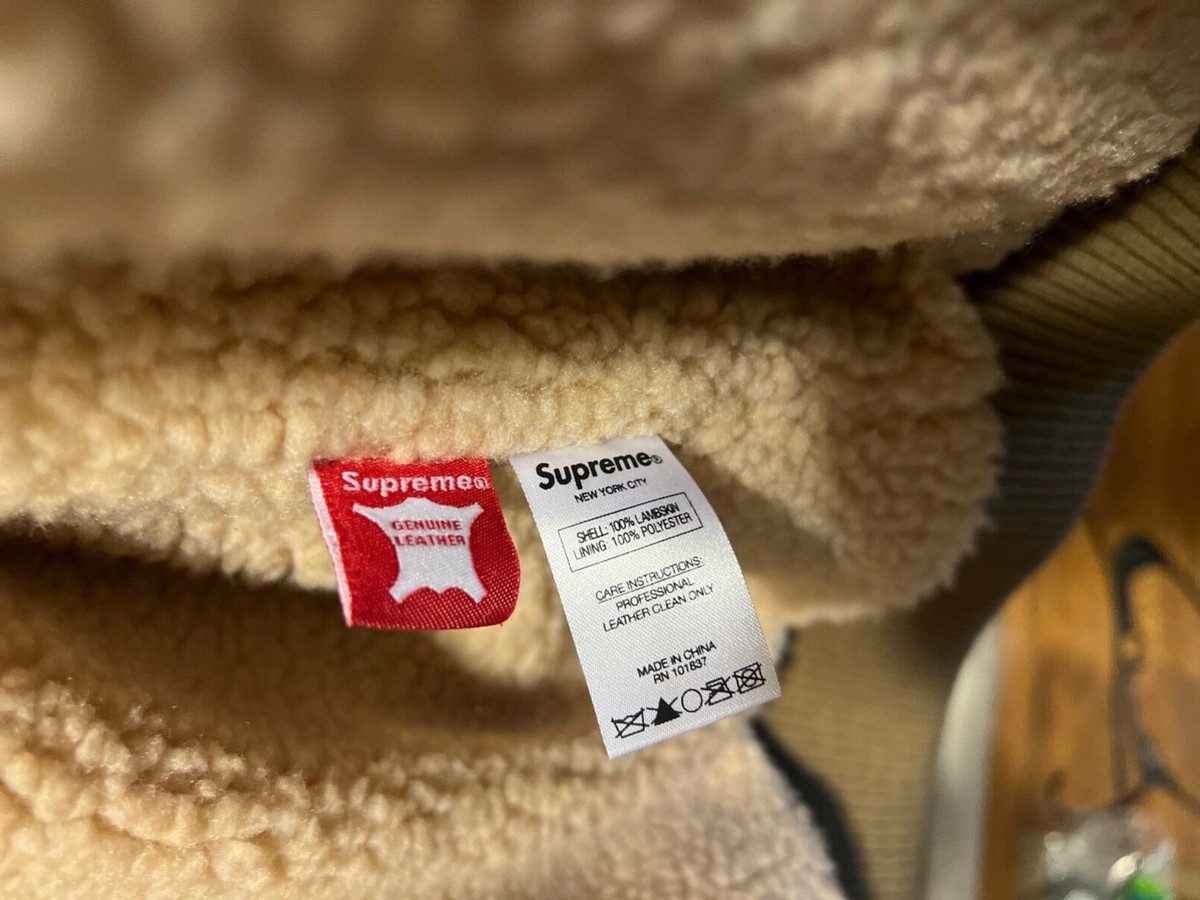 Supreme®
GENUINE
LEATHER
Supreme®
NEW YORK CITY
SHELL: 100% LAMBSKIN
LINING: 100% POLYESTER
CARE INSTRUCTIONS:
PROFESSIONAL
LEATHER CLEAN ONLY
MADE IN CHINA
RN 101837